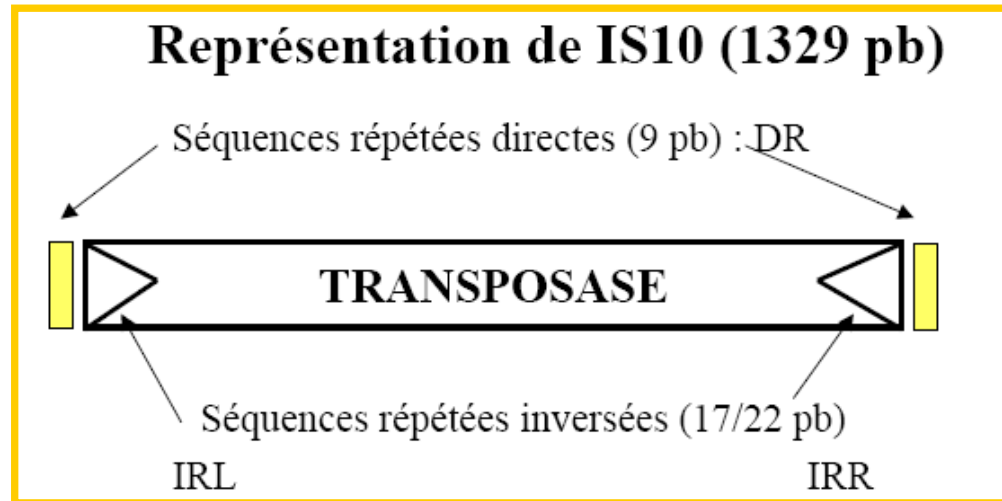 Représentation de IS10 (1329 pb)
Séquences répétées directes (9 pb) : DR
TRANSPOSASE
Séquences répétées inversées (17/22 pb)
IRL IRR